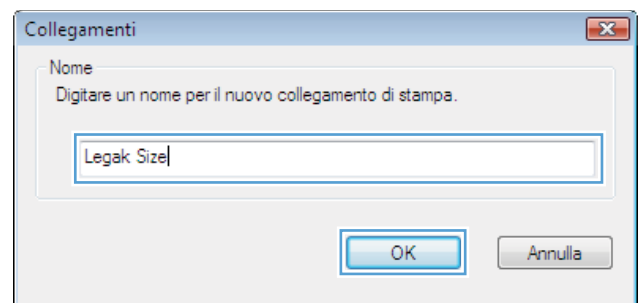 Collegamenti
Nome
Digitare un nome per il nuovo collegamento di stampa.
Legak Size
OK
Annulla